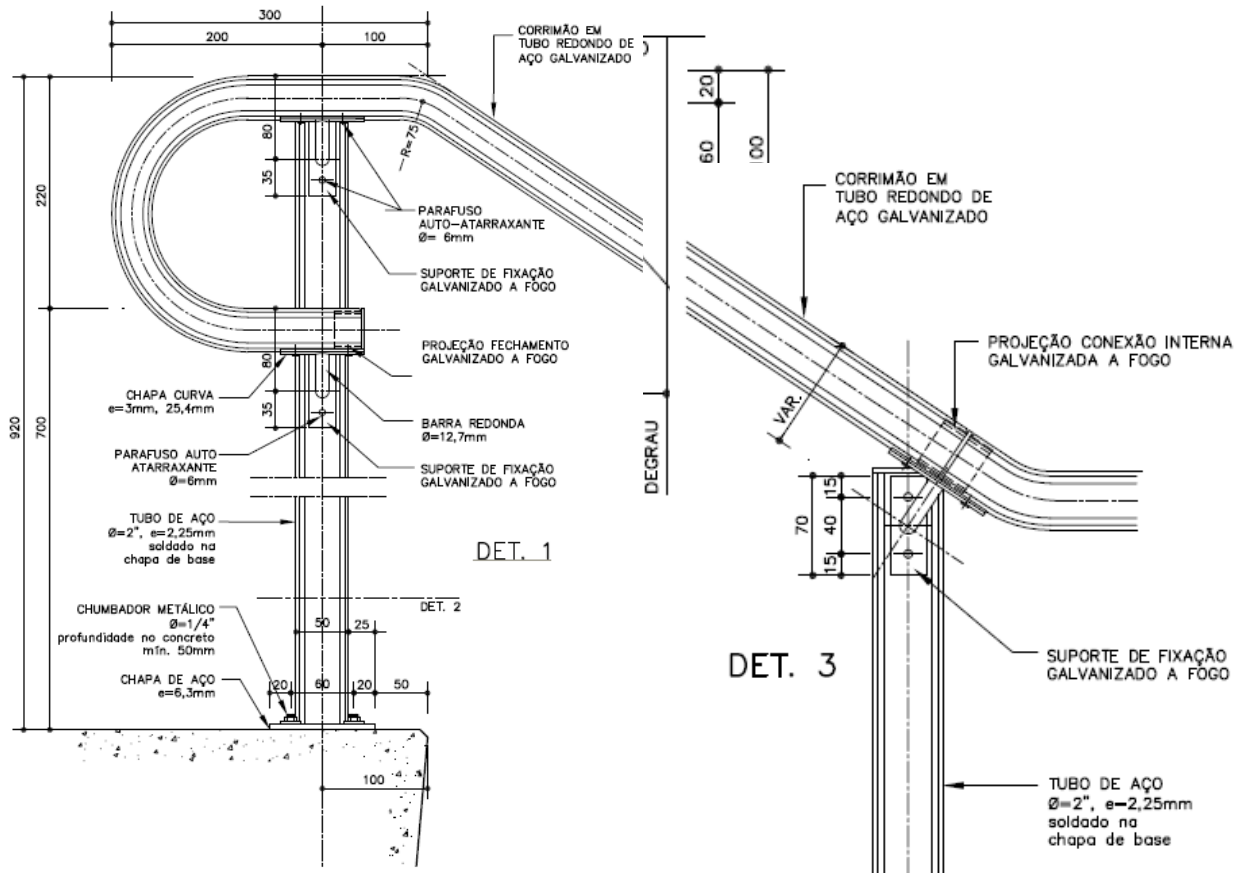 300
200
100
CORRIMÃO EM
TUBO REDONDO DE
AÇO GALVANIZADO
80
35
R=75
220
PARAFUSO
AUTO-ATARRAXANTE
Ø= 6mm
SUPORTE DE FIXAÇÃO
GALVANIZADO A FOGO
PROJEÇÃO FECHAMENTO
GALVANIZADO A FOGO
80
35
CHAPA CURVA
e=3mm, 25,4mm
920
700
BARRA REDONDA
Ø=12,7mm
PARAFUSO AUTO
ATARRAXANTE
Ø=6mm
SUPORTE DE FIXAÇÃO
GALVANIZADO A FOGO
TUBO DE AÇO
Ø=2", e=2,25mm
soldado na
chapa de base
DET. 1
DET. 2
CHUMBADOR METÁLICO
Ø=1/4"
profundidade no concreto
mín. 50mm
50
25
CHAPA DE AÇO
e=6,3mm
20
60
20
50
100
20
60
00
CORRIMÃO EM
TUBO REDONDO DE
AÇO GALVANIZADO
PROJEÇÃO CONEXÃO INTERNA
GALVANIZADA A FOGO
VAR.
DEGRAU
15
70
40
15
DET. 3
SUPORTE DE FIXAÇÃO
GALVANIZADO A FOGO
TUBO DE AÇO
Ø=2", e=2,25mm
soldado na
chapa de base